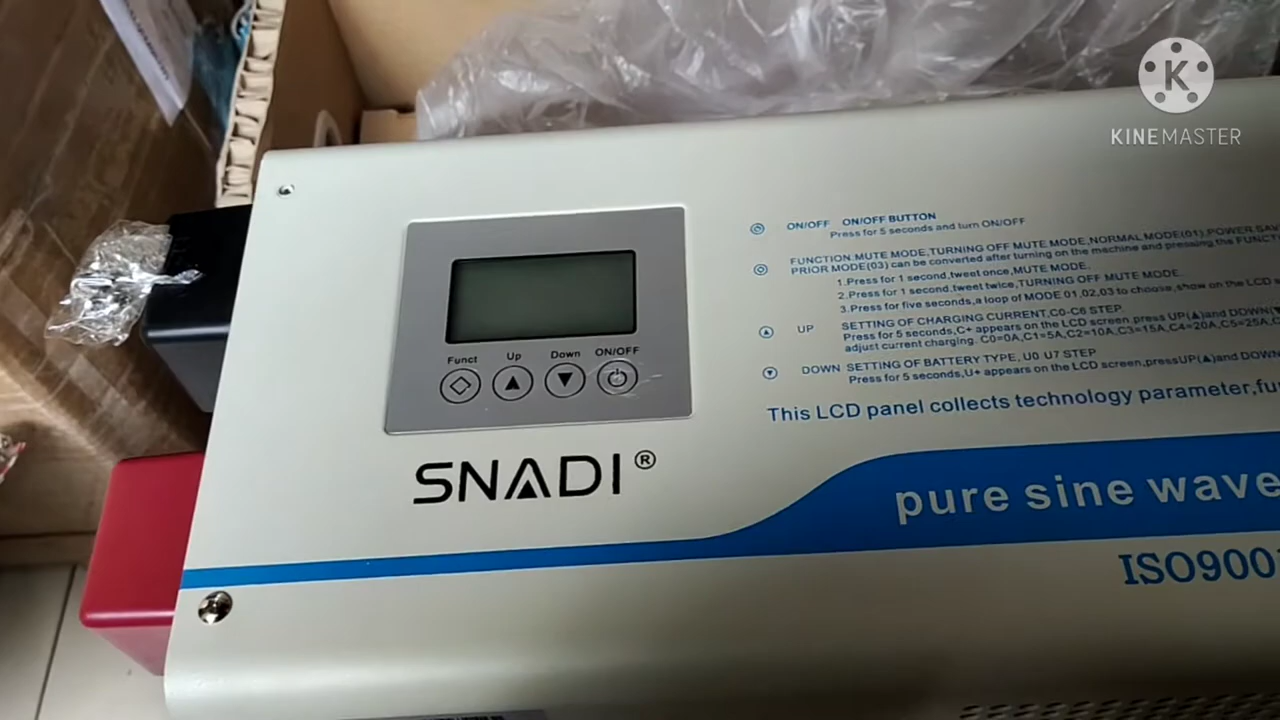 KINEMASTER
ON/OFF ON/OFF BUTTON
Press for 5 seconds and turn ON/OFF
FUNCTION:MUTE MODE,TURNING OFF MUTE MODE,NORMAL MODE(01),POWER
PRIOR MODE(03) can be converted after turning on the machine and pressing the
1.Press for 1 second,tweet once,MUTE MODE.
2.Press for 1 second,tweet twice,TURNING OFF MUTE MODE.
3.Press for five seconds,a loop of MODE 01,02,03 to choose,show on the LCD
UP SETTING OF CHARGING CURRENT,C0-C6 STEP
Press for 5 seconds,C+ appears on the LCD screen,press UP(▲)and DOWN(▼
adjust current charging. C0=0A,C1=5A,C2=10A,C3=15A,C4=20A,C5=25A,
DOWN SETTING OF BATTERY TYPE, U0 U7 STEP
Press for 5 seconds,U+ appears on the LCD screen,pressUP(▲)and DOWN
This LCD panel collects technology parameter,
Funct Up Down ON/OFF
SNADI®
pure sine wave
ISO900